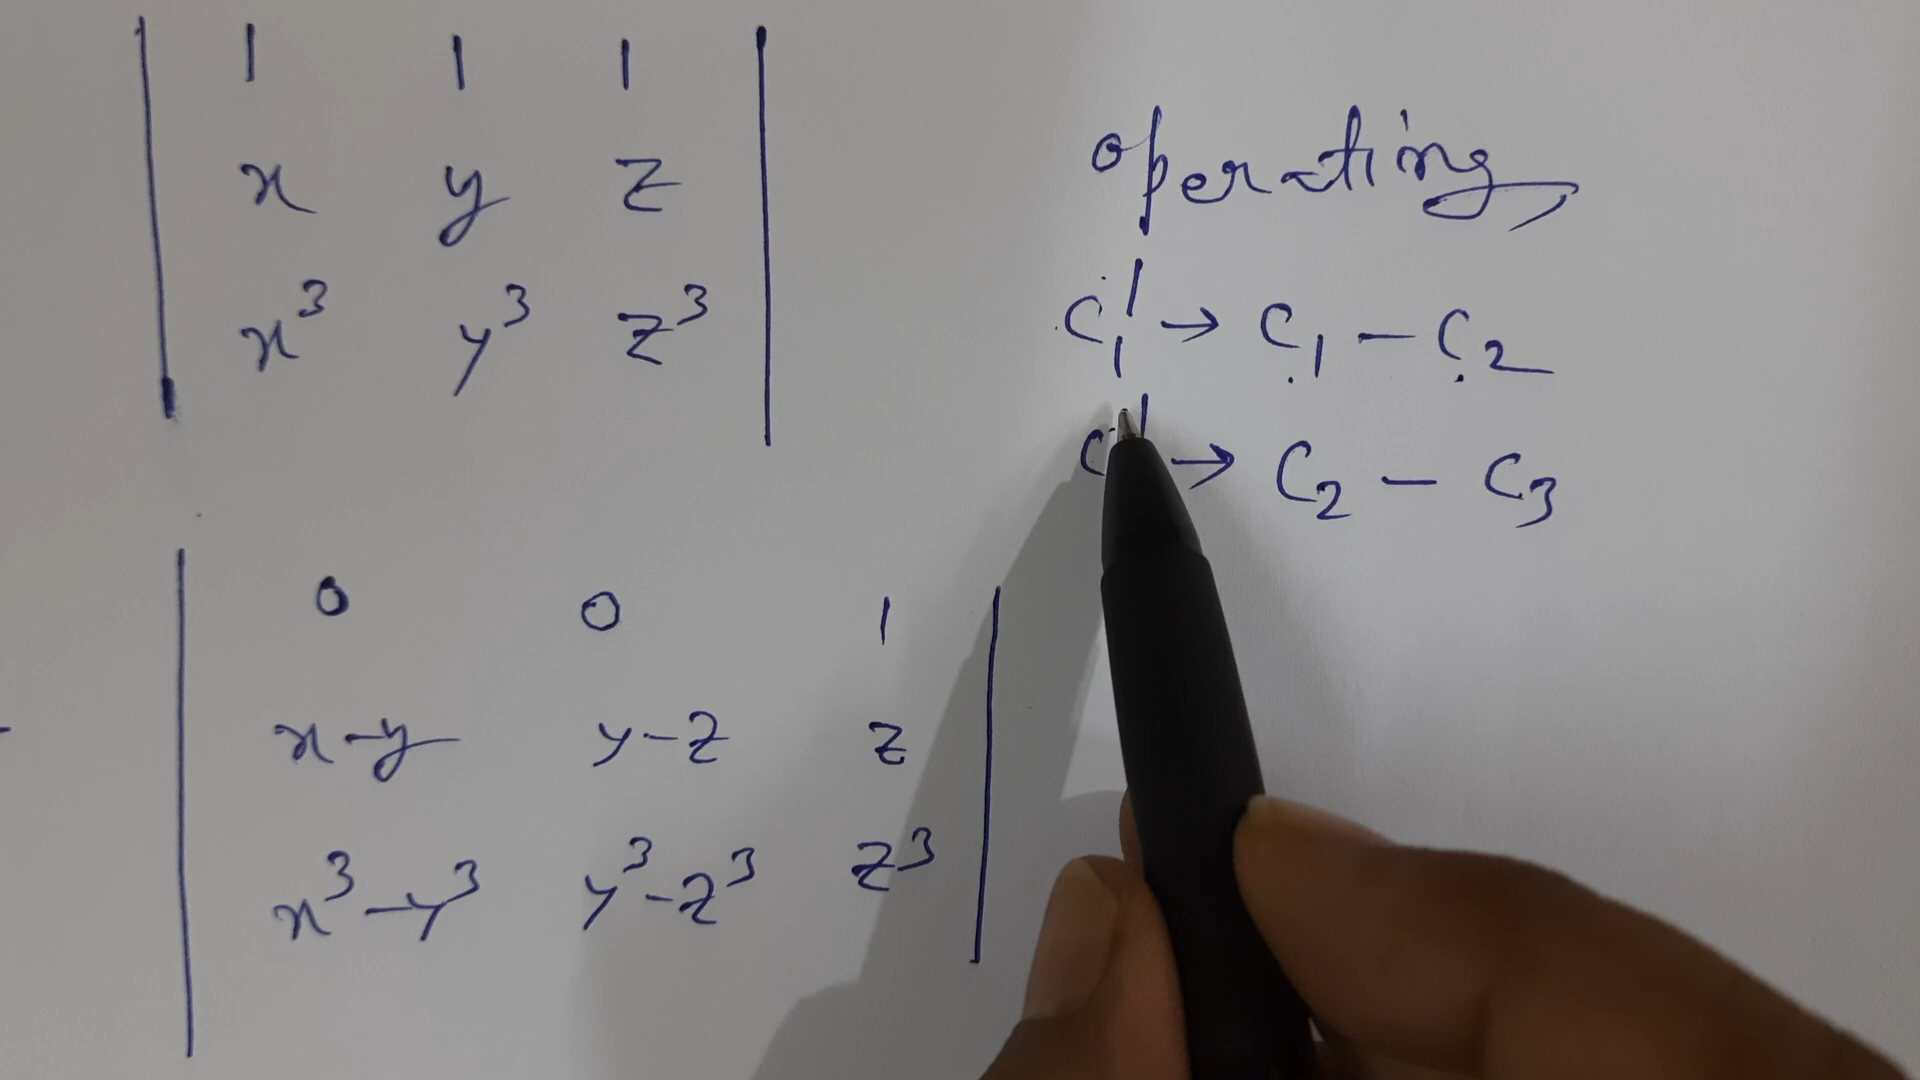 1 1 1
x y z
x³ y³ z³
operating,
C₁' → C₁ - C₂
C' → C₂ - C₃
0 0 1
x-y y-z z
x³-y³ y³-z³ z³